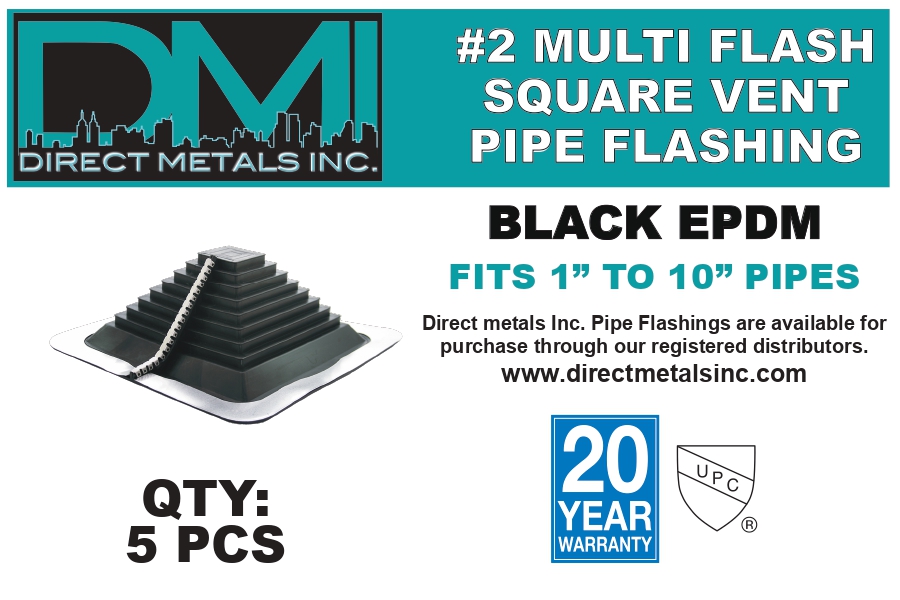 DMI
DIRECT METALS INC.
#2 MULTI FLASH
SQUARE VENT
PIPE FLASHING
BLACK EPDM
FITS 1” TO 10” PIPES
Direct metals Inc. Pipe Flashings are available for
purchase through our registered distributors.
www.directmetalsinc.com
QTY:
5 PCS
20
YEAR
WARRANTY
UPC
®